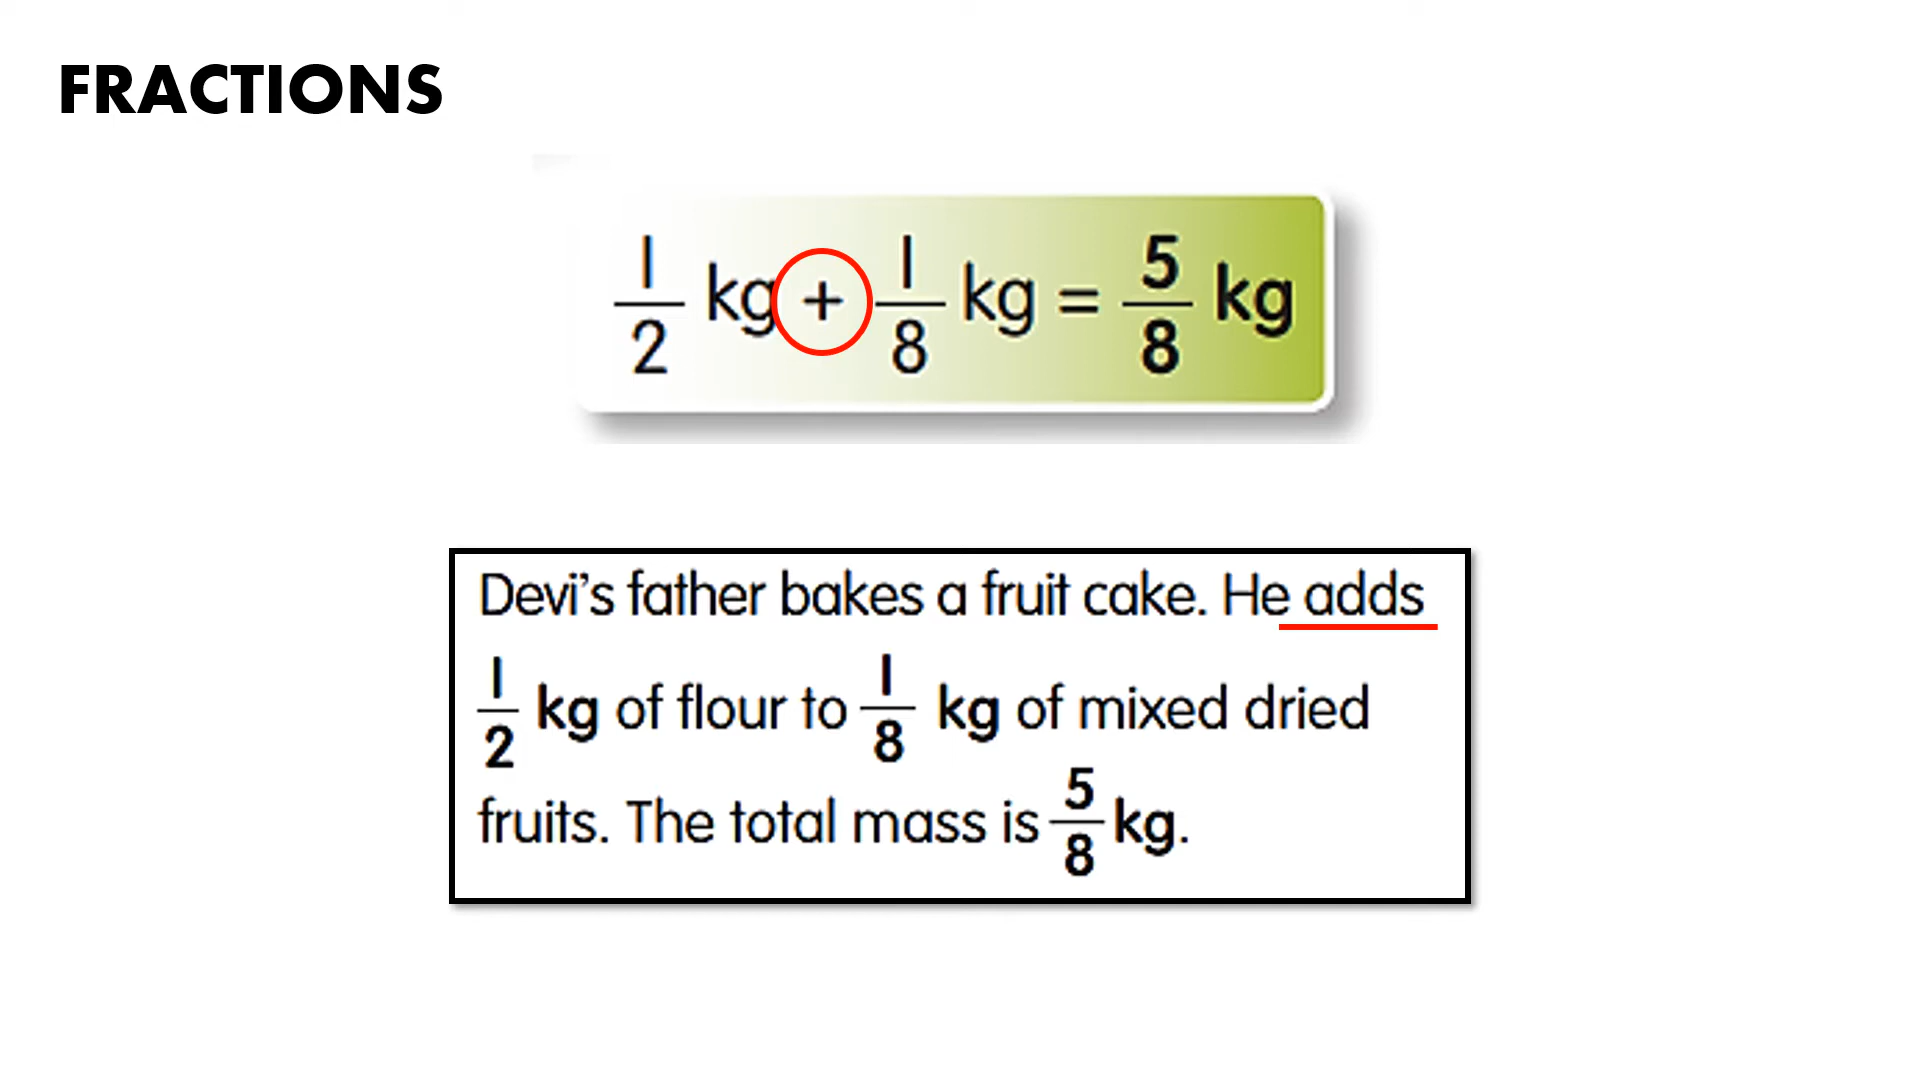 FRACTIONS
1/2 kg + 1/8 kg = 5/8 kg
Devi's father bakes a fruit cake. He adds
1/2 kg of flour to 1/8 kg of mixed dried
fruits. The total mass is 5/8 kg.